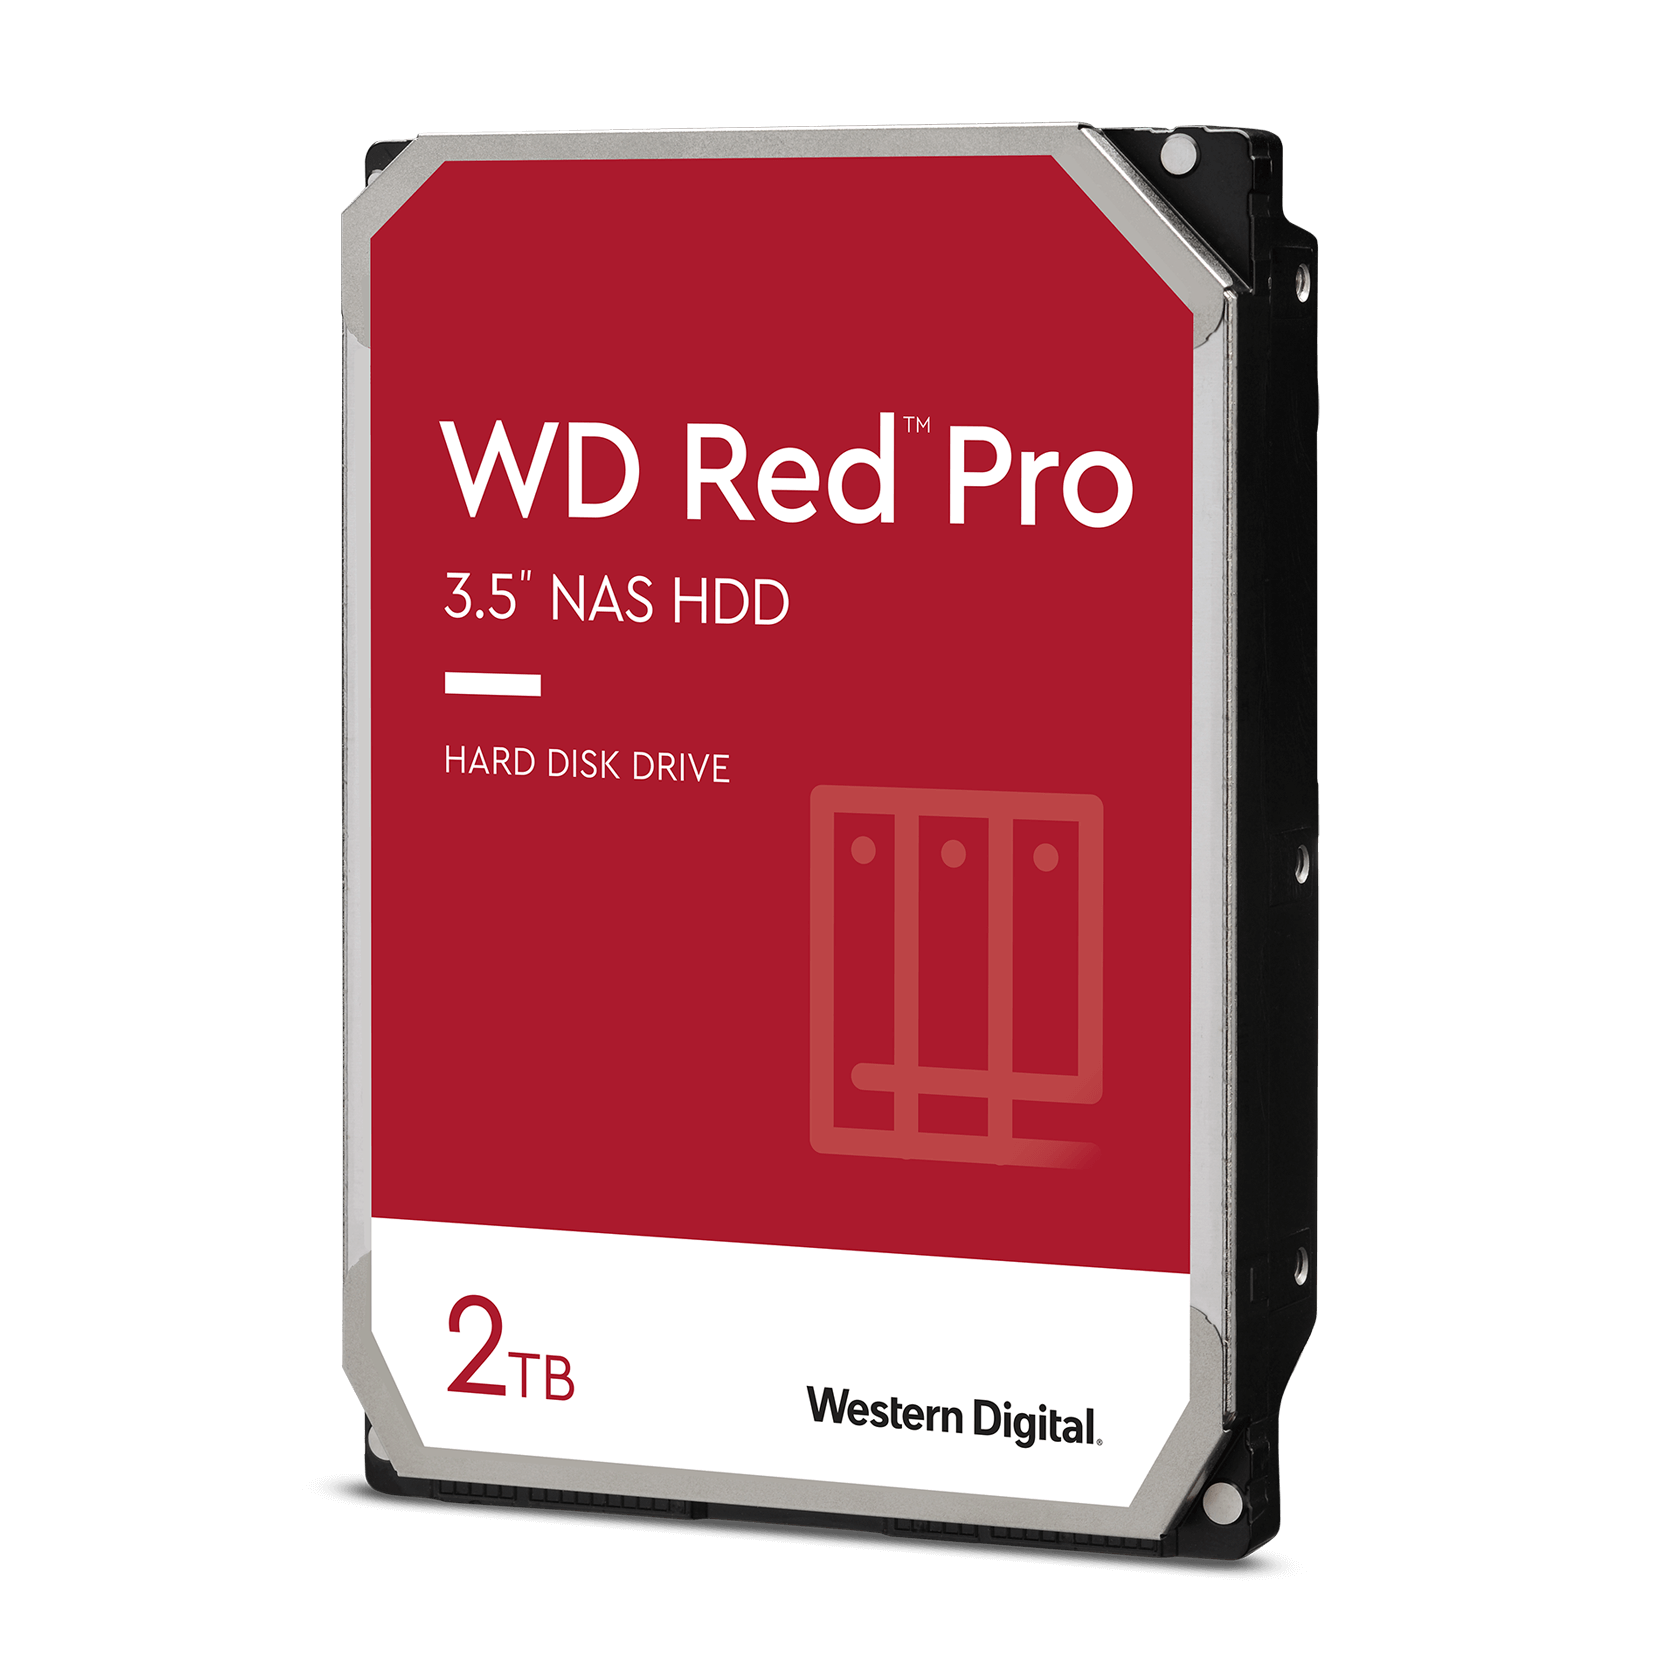 WD Red™ Pro
3.5" NAS HDD
HARD DISK DRIVE
2TB
Western Digital®